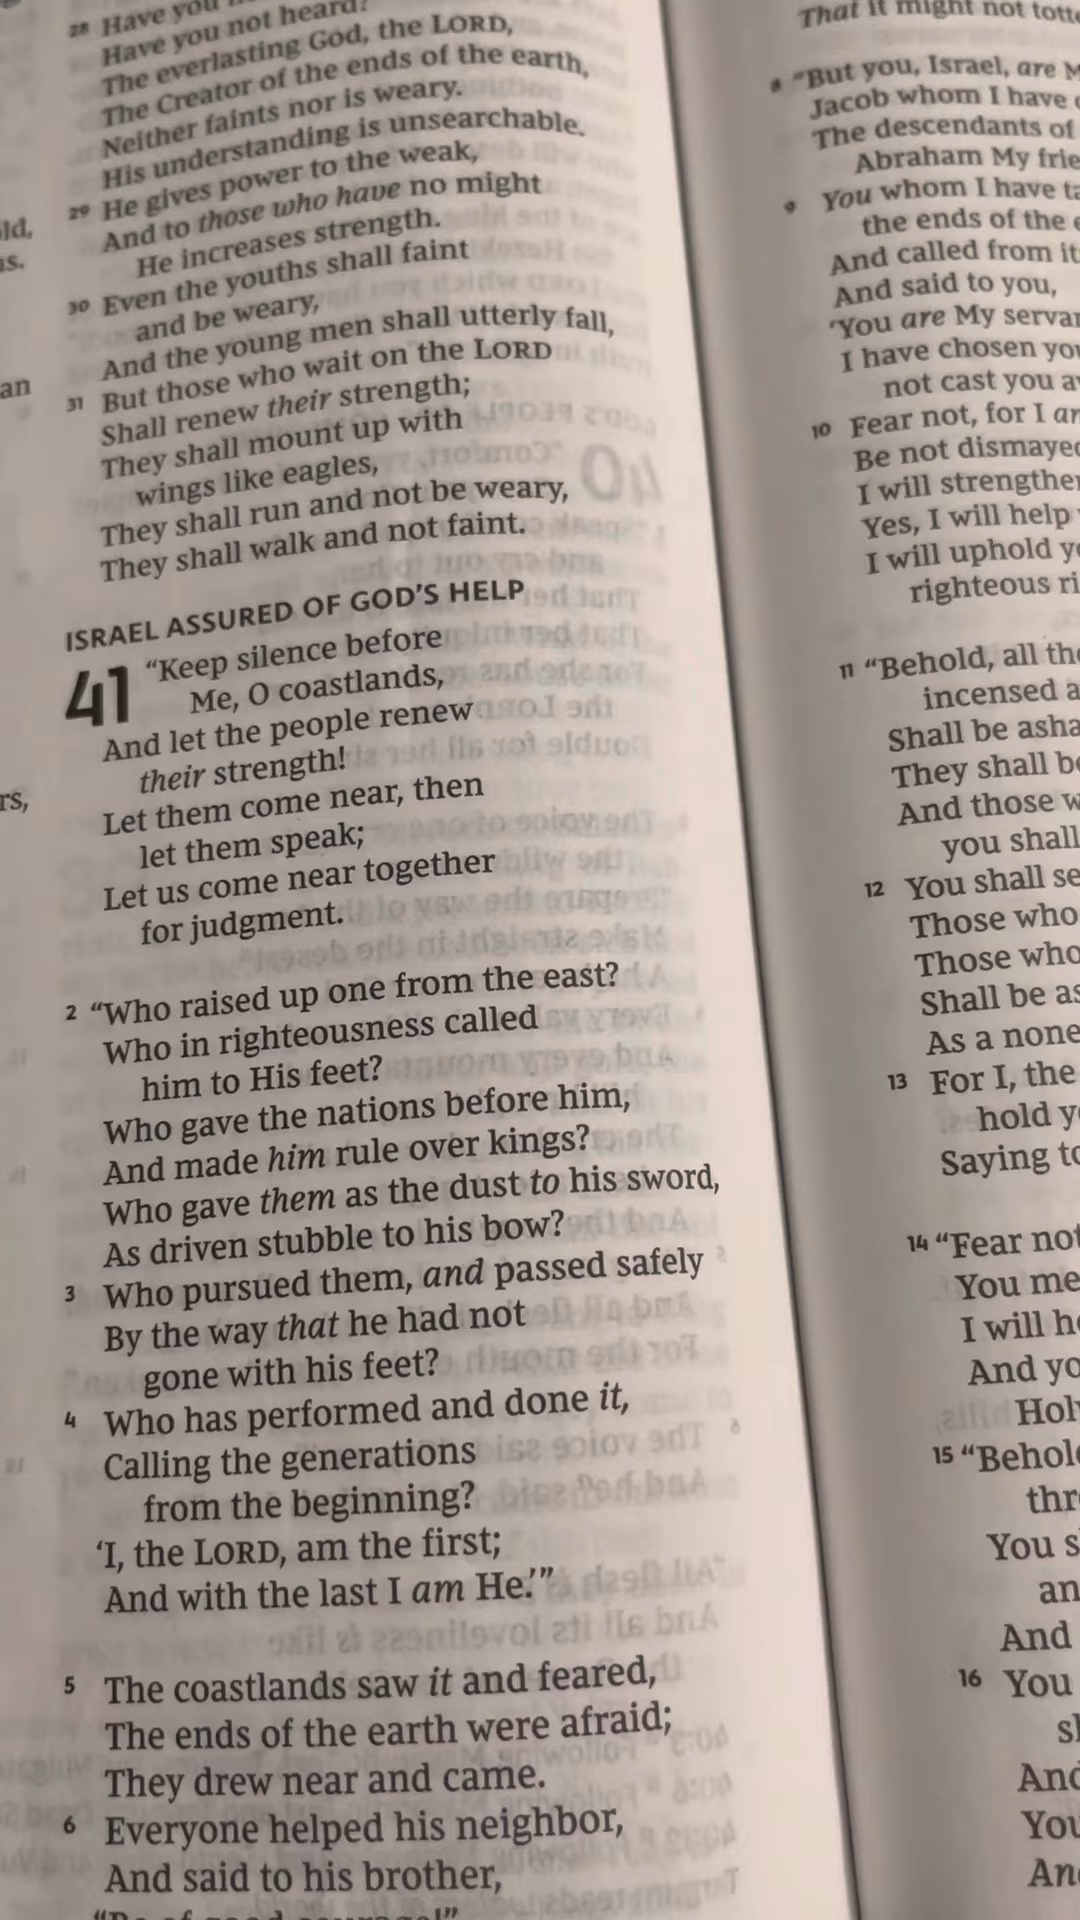 28 Have you
Have you not heard?
The everlasting God, the LORD,
The Creator of the ends of the earth,
Neither faints nor is weary.
His understanding is unsearchable.
29 He gives power to the weak,
And to those who have no might
He increases strength.
30 Even the youths shall faint
and be weary,
And the young men shall utterly fall,
31 But those who wait on the LORD
Shall renew their strength;
They shall mount up with
wings like eagles,
They shall run and not be weary,
They shall walk and not faint.
ISRAEL ASSURED OF GOD'S HELP
41 “Keep silence before
Me, O coastlands,
And let the people renew
their strength!
Let them come near, then
let them speak;
Let us come near together
for judgment.
2 “Who raised up one from the east?
Who in righteousness called
him to His feet?
Who gave the nations before him,
And made him rule over kings?
Who gave them as the dust to his sword,
As driven stubble to his bow?
3 Who pursued them, and passed safely
By the way that he had not
gone with his feet?
4 Who has performed and done it,
Calling the generations
from the beginning?
‘I, the LORD, am the first;
And with the last I am He.’”
5 The coastlands saw it and feared,
The ends of the earth were afraid;
They drew near and came.
6 Everyone helped his neighbor,
And said to his brother,
That it might not
8 “But you, Israel, are
Jacob whom I have
The descendants of
Abraham My
9 You whom I have
the ends of the
And called from
And said to you,
‘You are My
I have chosen
not cast you
10 Fear not, for I
Be not
I will
Yes, I will help
I will uphold
righteous
11 “Behold, all
incensed
Shall be
They shall
And those
you shall
12 You shall
Those who
Those who
Shall be
As a
13 For I, the
hold
Saying
14 “Fear not
You
I will
And
15
You
And
16 You
And
You